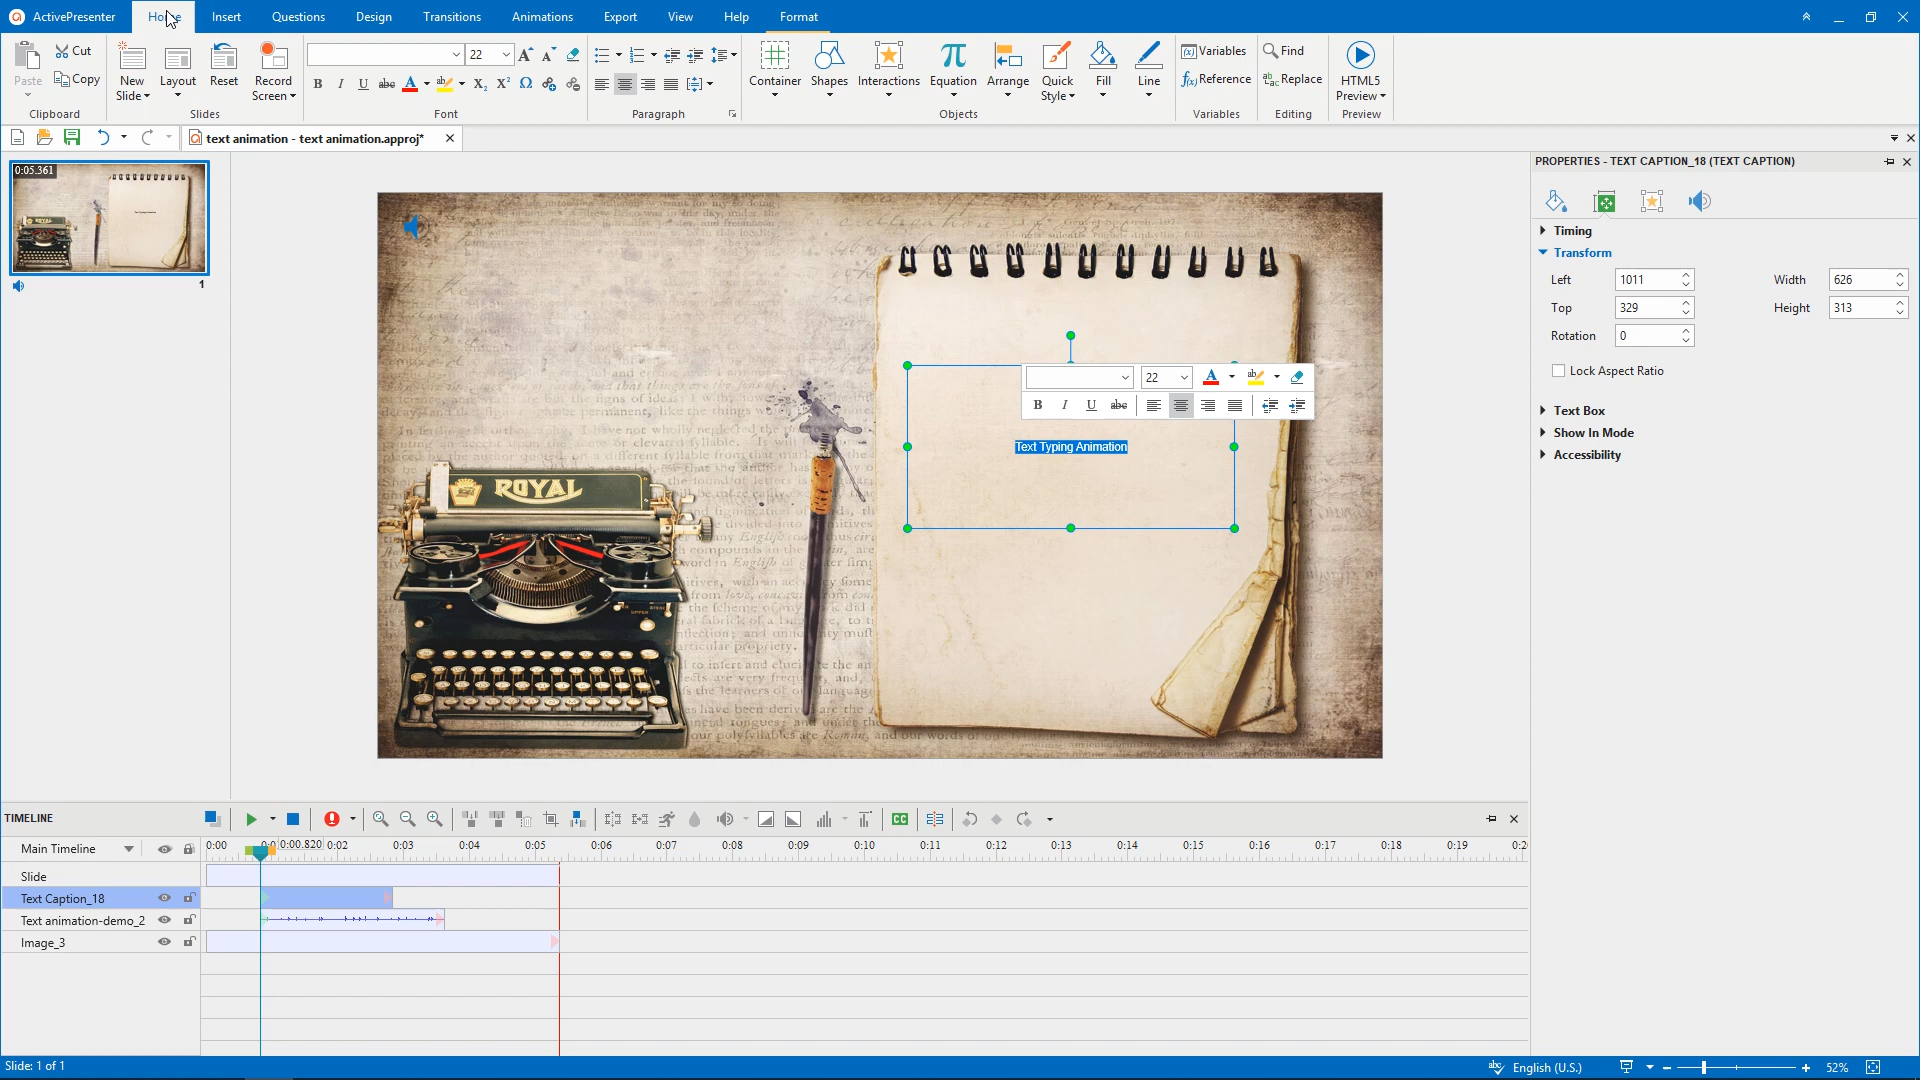 ActivePresenter
Home
Insert
Questions
Design
Transitions
Animations
Export
View
Help
Format
Paste
Cut
Copy
Clipboard
New Slide
Layout
Reset
Record Screen
Slides
22
Font
Paragraph
Container
Shapes
Interactions
Equation
Arrange
Quick Style
Fill
Line
Objects
Variables
Reference
Variables
Find
Replace
Editing
HTML5 Preview
Preview
text animation - text animation.approj*
0:05.361
1
ROYAL
22
Text Typing Animation
PROPERTIES - TEXT CAPTION_18 (TEXT CAPTION)
Timing
Transform
Left 1011 Width 626
Top 329 Height 313
Rotation 0
Lock Aspect Ratio
Text Box
Show In Mode
Accessibility
TIMELINE
Main Timeline
0:00 0:00.820 0:02 0:03 0:04 0:05 0:06 0:07 0:08 0:09 0:10 0:11 0:12 0:13 0:14 0:15 0:16 0:17 0:18 0:19
Slide
Text Caption_18
Text animation-demo_2
Image_3
Slide: 1 of 1
English (U.S.)
52%